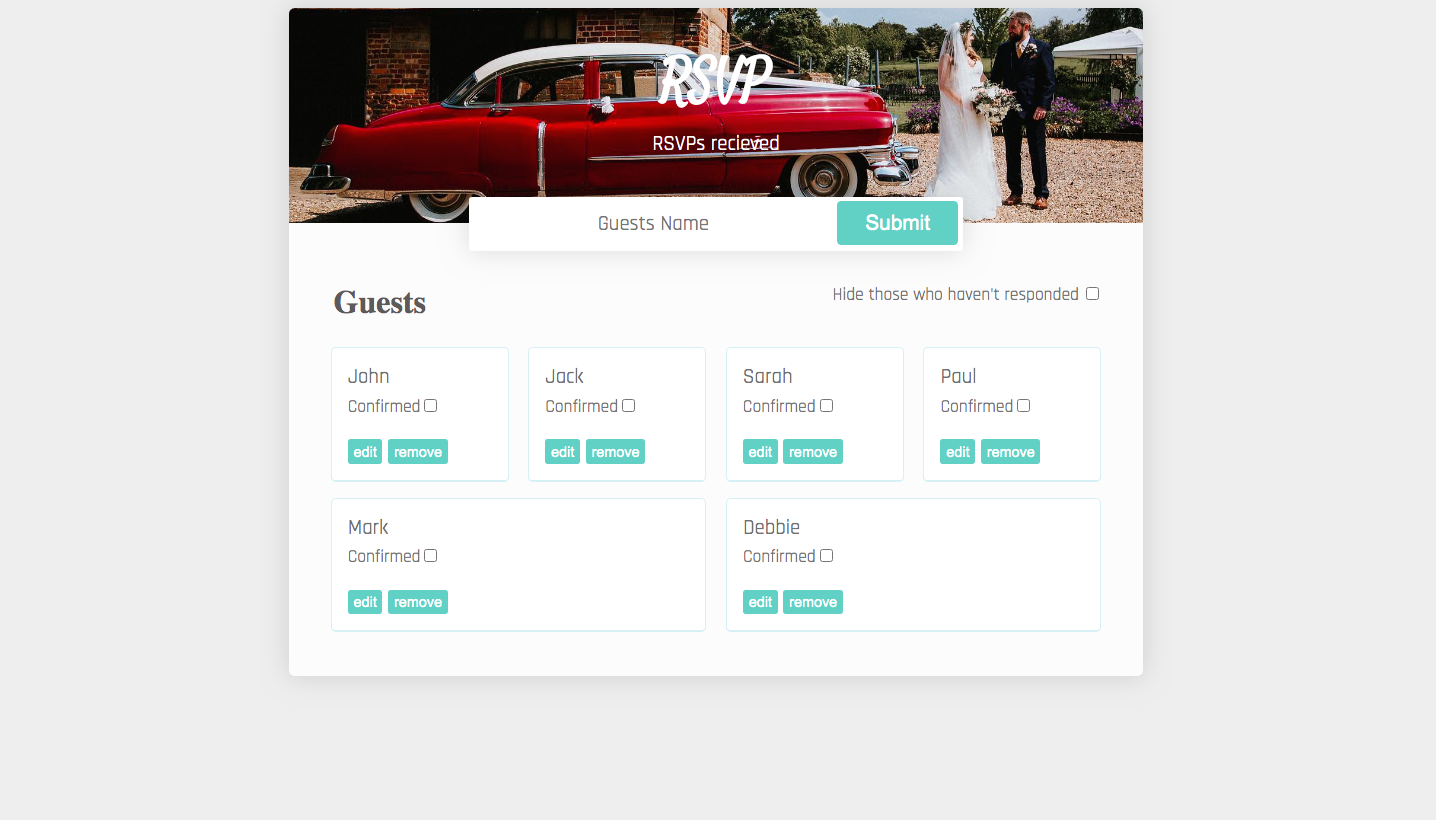 RSVP
RSVPs recieved
Guests Name Submit
Guests Hide those who haven't responded
John Jack Sarah Paul
Confirmed Confirmed Confirmed Confirmed
edit remove edit remove edit remove edit remove
Mark Debbie
Confirmed Confirmed
edit remove edit remove